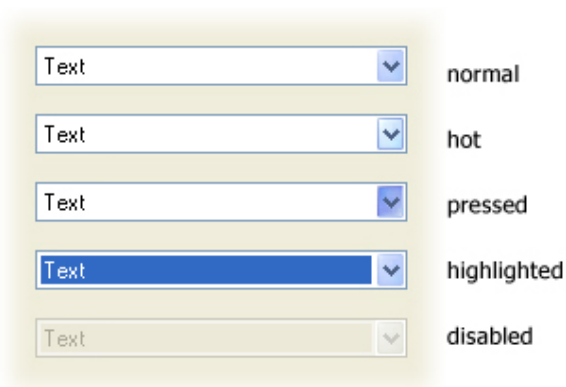 Text
normal
Text
hot
Text
pressed
Text
highlighted
Text
disabled